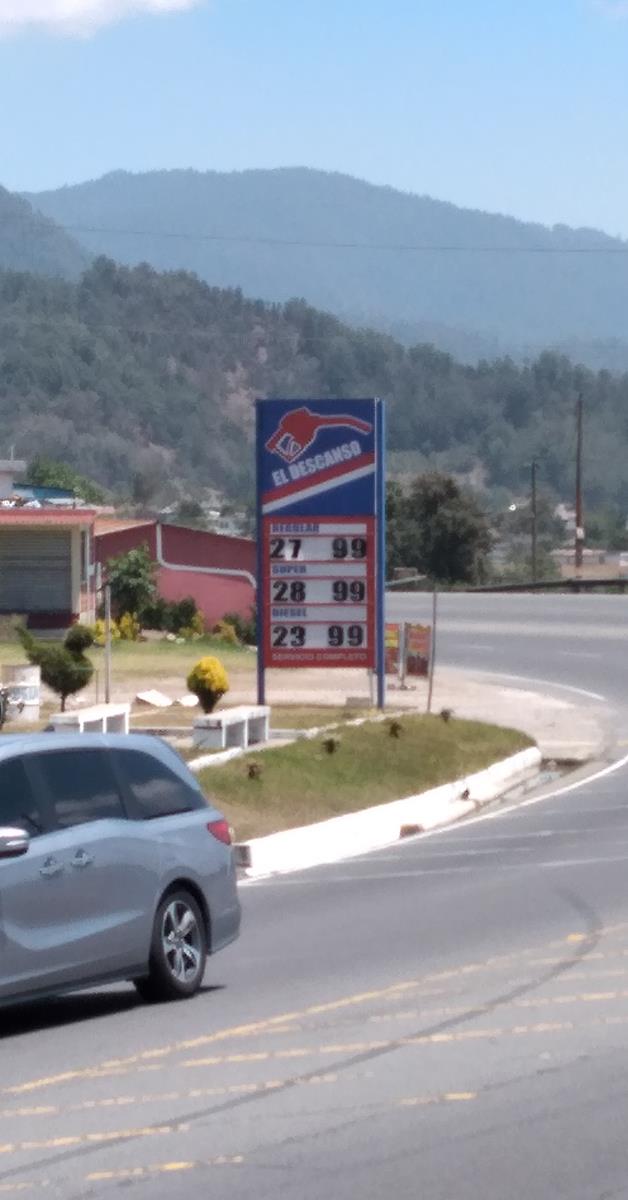 EL DESCANSO
REGULAR
27 99
SUPER
28 99
DIESEL
23 99
SERVICIO COMPLETO